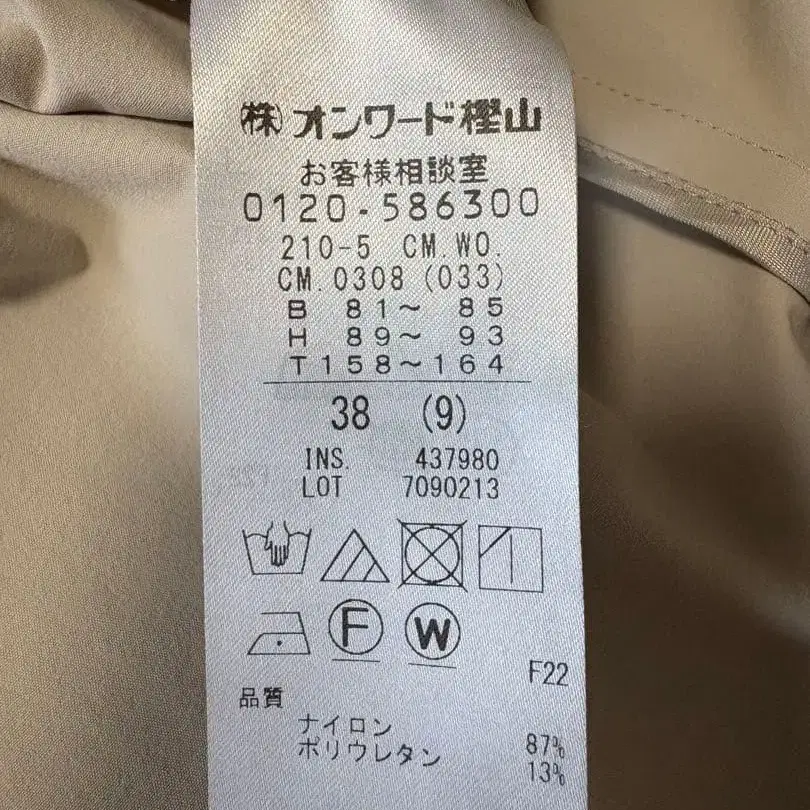 ㈱オンワード樫山
お客様相談室
0120-586300
210-5 CM.WO.
CM.0308 (033)
B 81～ 85
H 89～ 93
T158～164
38 (9)
INS. 437980
LOT 7090213
F
W
F22
品質
ナイロン 87%
ポリウレタン 13%